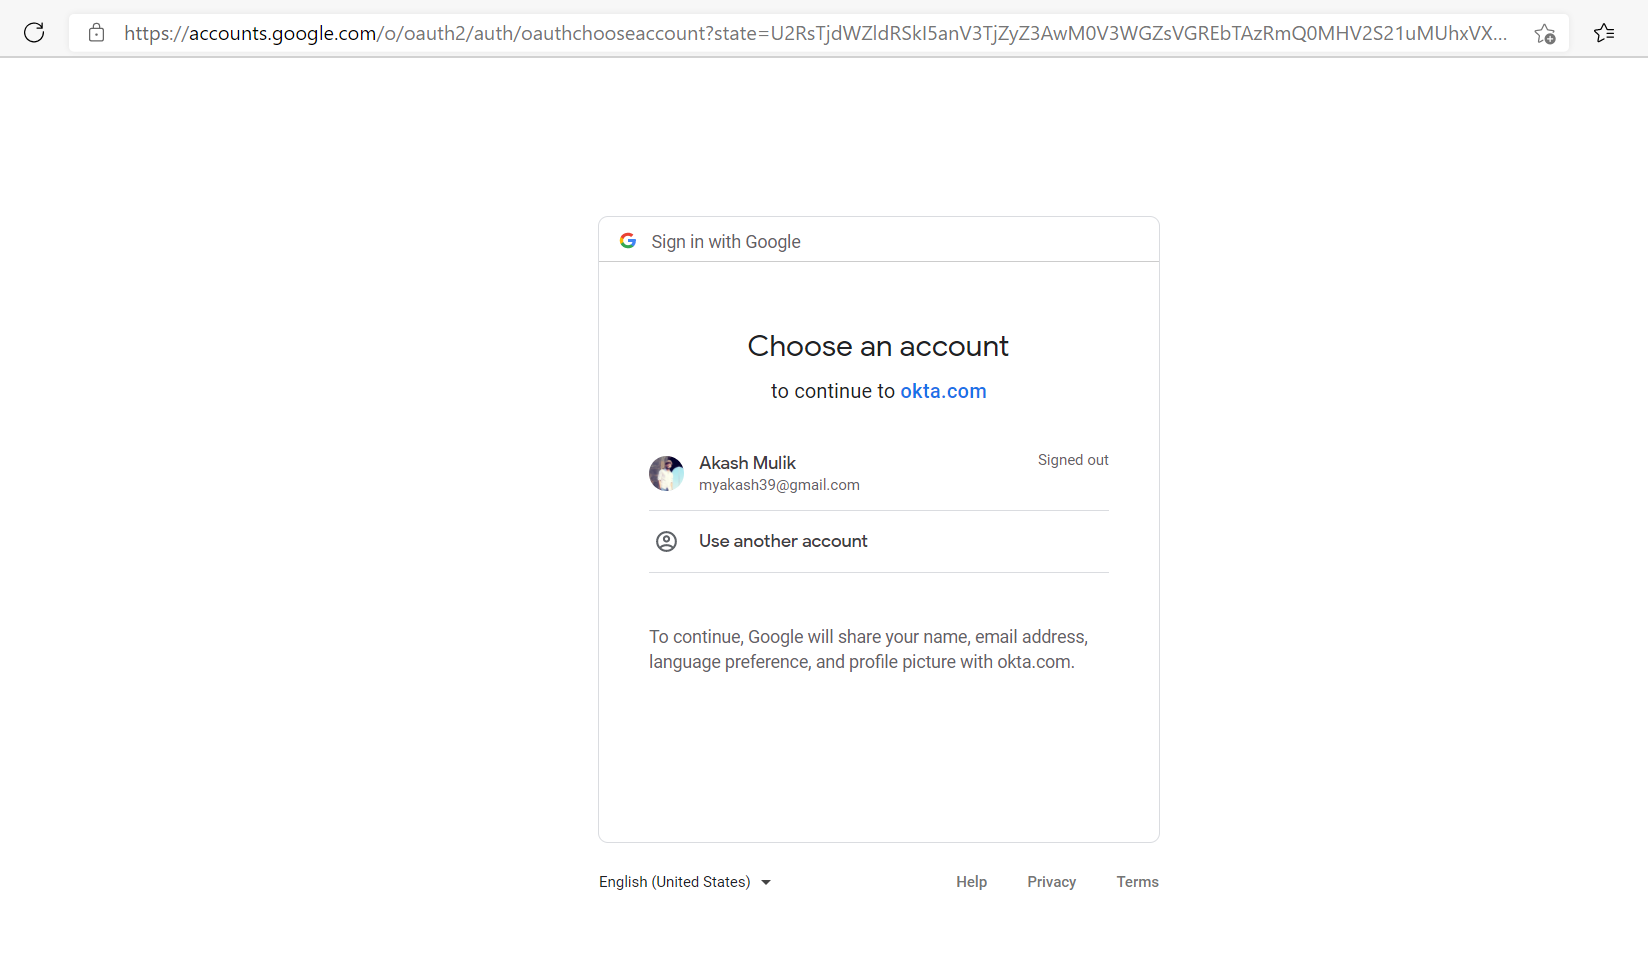 https://accounts.google.com/o/oauth2/auth/oauthchooseaccount?state=U2RsTjdWZldRSkI5anV3TjZyZ3AwM0V3WGZsVGREbTAzRmQ0MHV2S21uMUhxVX...
Sign in with Google
Choose an account
to continue to okta.com
Akash Mulik
Signed out
myakash39@gmail.com
Use another account
To continue, Google will share your name, email address,
language preference, and profile picture with okta.com.
English (United States) Help Privacy Terms